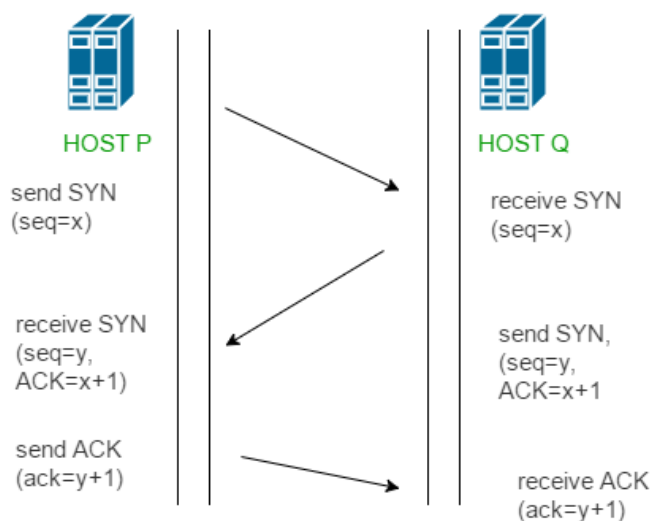 HOST P
HOST Q
send SYN
(seq=x)
receive SYN
(seq=x)
receive SYN
(seq=y,
ACK=x+1)
send SYN,
(seq=y,
ACK=x+1
send ACK
(ack=y+1)
receive ACK
(ack=y+1)